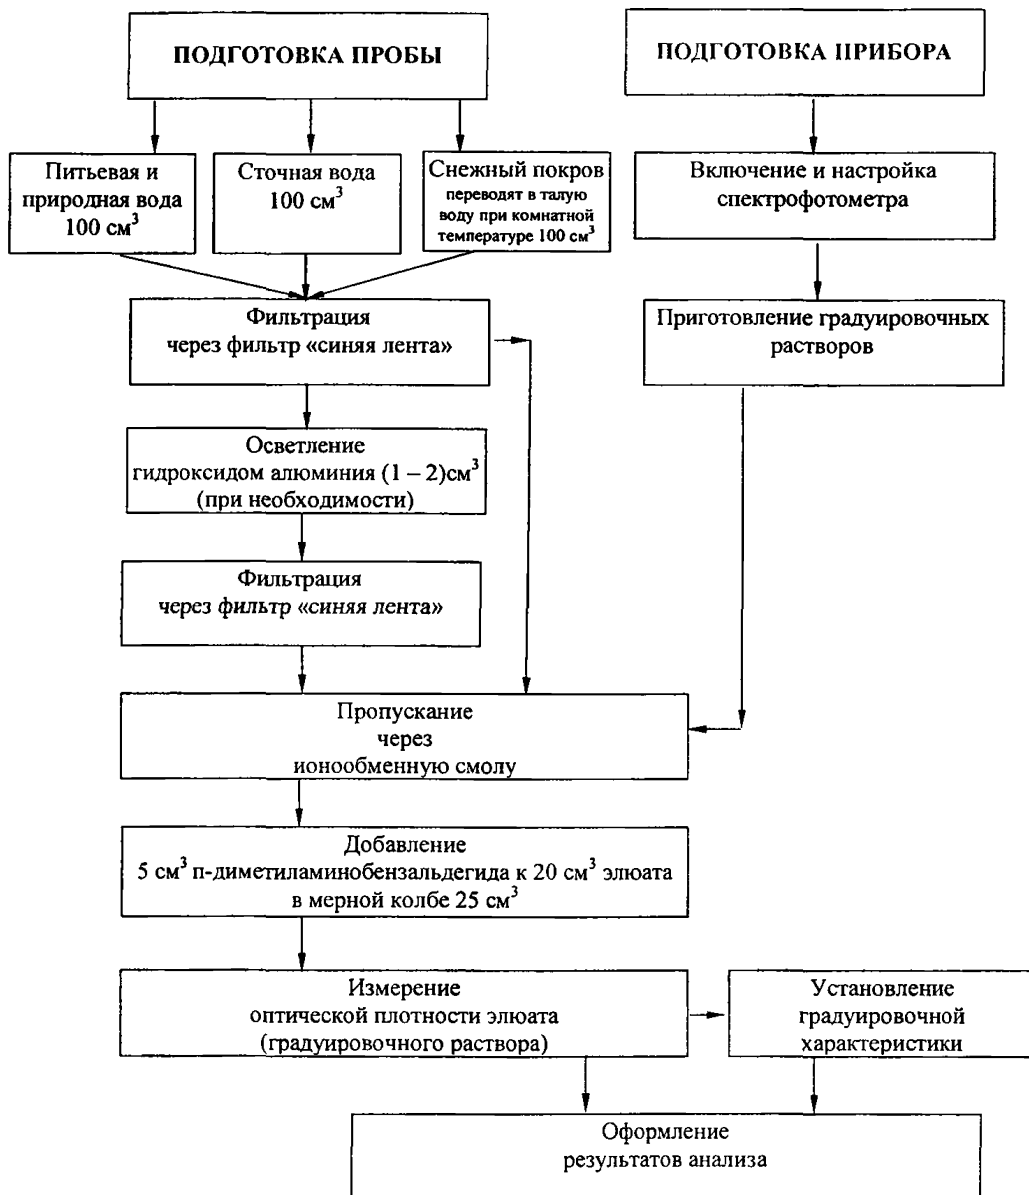 ПОДГОТОВКА ПРОБЫ
ПОДГОТОВКА ПРИБОРА
Питьевая и
природная вода
100 см³
Сточная вода
100 см³
Снежный покров
переводят в талую
воду при комнатной
температуре 100 см³
Включение и настройка
спектрофотометра
Фильтрация
через фильтр «синяя лента»
Приготовление градуировочных
растворов
Осветление
гидроксидом алюминия (1 – 2)см³
(при необходимости)
Фильтрация
через фильтр «синяя лента»
Пропускание
через
ионообменную смолу
Добавление
5 см³ п-диметиламинобензальдегида к 20 см³ элюата
в мерной колбе 25 см³
Измерение
оптической плотности элюата
(градуировочного раствора)
Установление
градуировочной
характеристики
Оформление
результатов анализа